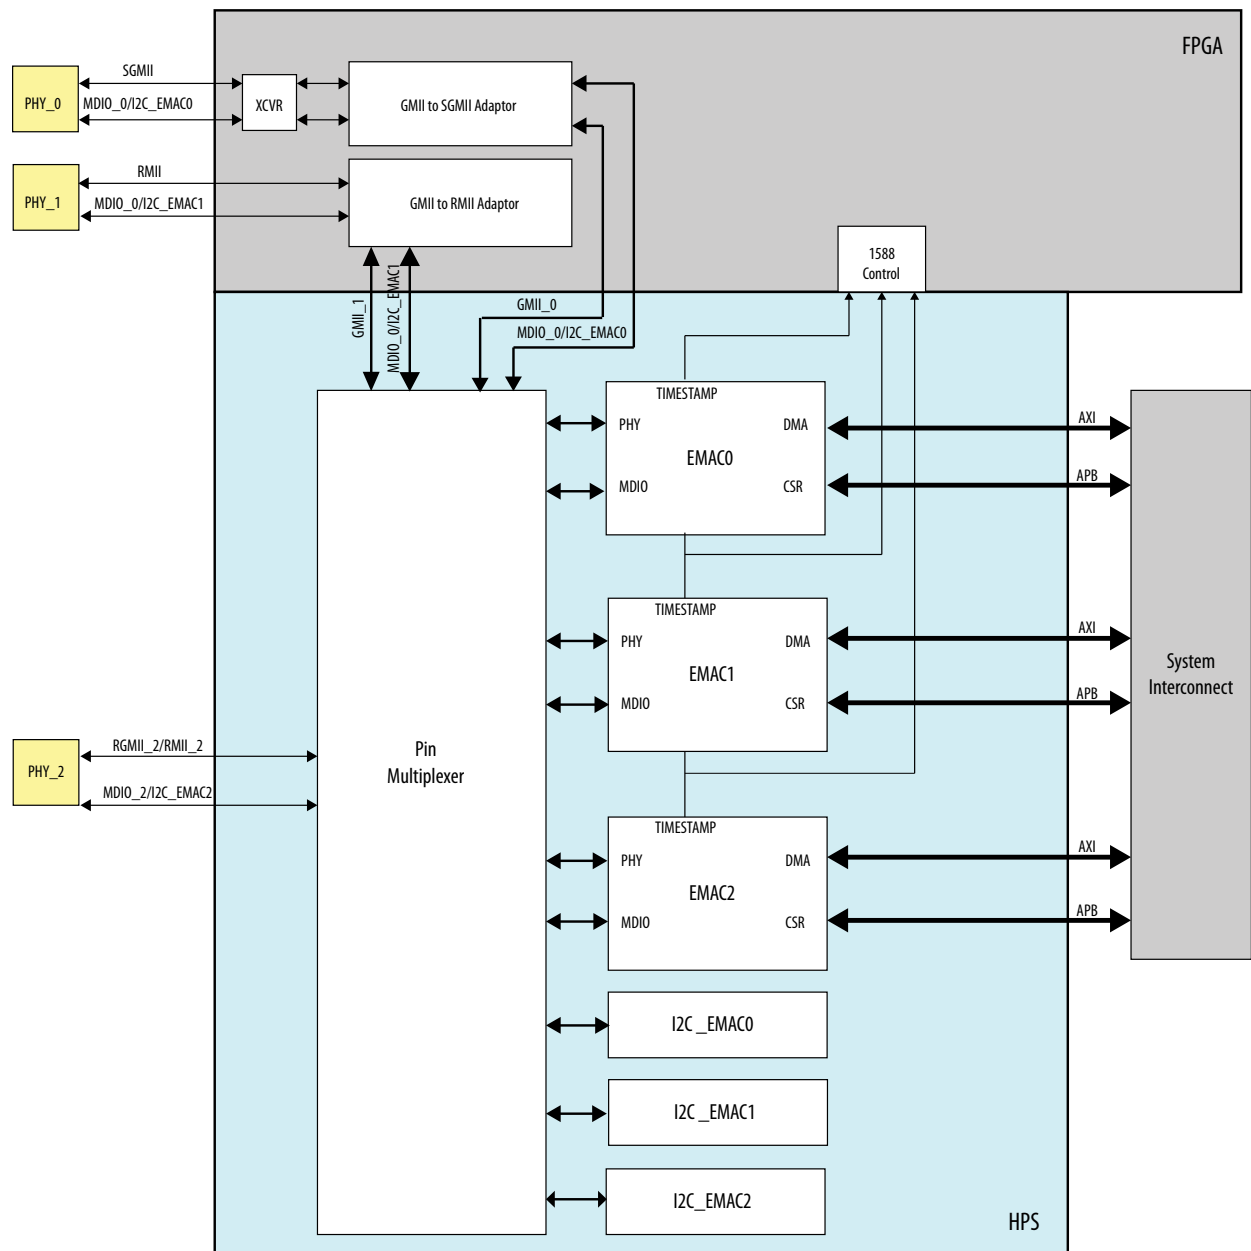 FPGA
SGMII
PHY_0
MDIO_0/I2C_EMAC0
XCVR
GMII to SGMII Adaptor
RMII
PHY_1
MDIO_0/I2C_EMAC1
GMII to RMII Adaptor
1588
Control
GMII_1
MDIO_0/I2C_EMAC1
GMII_0
MDIO_0/I2C_EMAC0
TIMESTAMP
PHY
DMA
EMAC0
MDIO
CSR
AXI
APB
TIMESTAMP
PHY
DMA
EMAC1
MDIO
CSR
AXI
APB
System
Interconnect
RGMII_2/RMII_2
PHY_2
MDIO_2/I2C_EMAC2
Pin
Multiplexer
TIMESTAMP
PHY
DMA
EMAC2
MDIO
CSR
AXI
APB
I2C _EMAC0
I2C _EMAC1
I2C_EMAC2
HPS